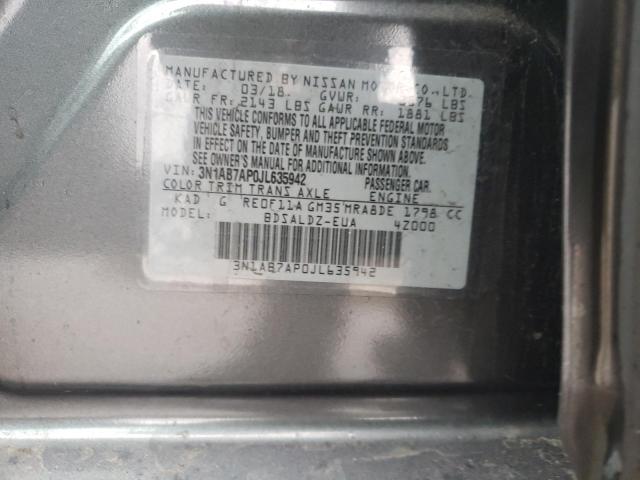 MANUFACTURED BY NISSAN MOTOR CO., LTD.
DATE: 03/18 GVWR: LBS
GAWR FR: 2143 LBS GAWR RR: 1881 LBS
THIS VEHICLE CONFORMS TO ALL APPLICABLE FEDERAL MOTOR
VEHICLE SAFETY, BUMPER AND THEFT PREVENTION STANDARDS
IN EFFECT ON THE DATE OF MANUFACTURE SHOWN ABOVE.
SEE OWNER'S MANUAL FOR ADDITIONAL INFORMATION
VIN: 3N1AB7AP0JL635942 PASSENGER CAR.
COLOR TRIM TRANS AXLE ENGINE
KAD G RE0F11A GM35 MRA8DE 1798 CC
MODEL: BDSALDZ-EUA 4Z000
3N1AB7AP0JL635942